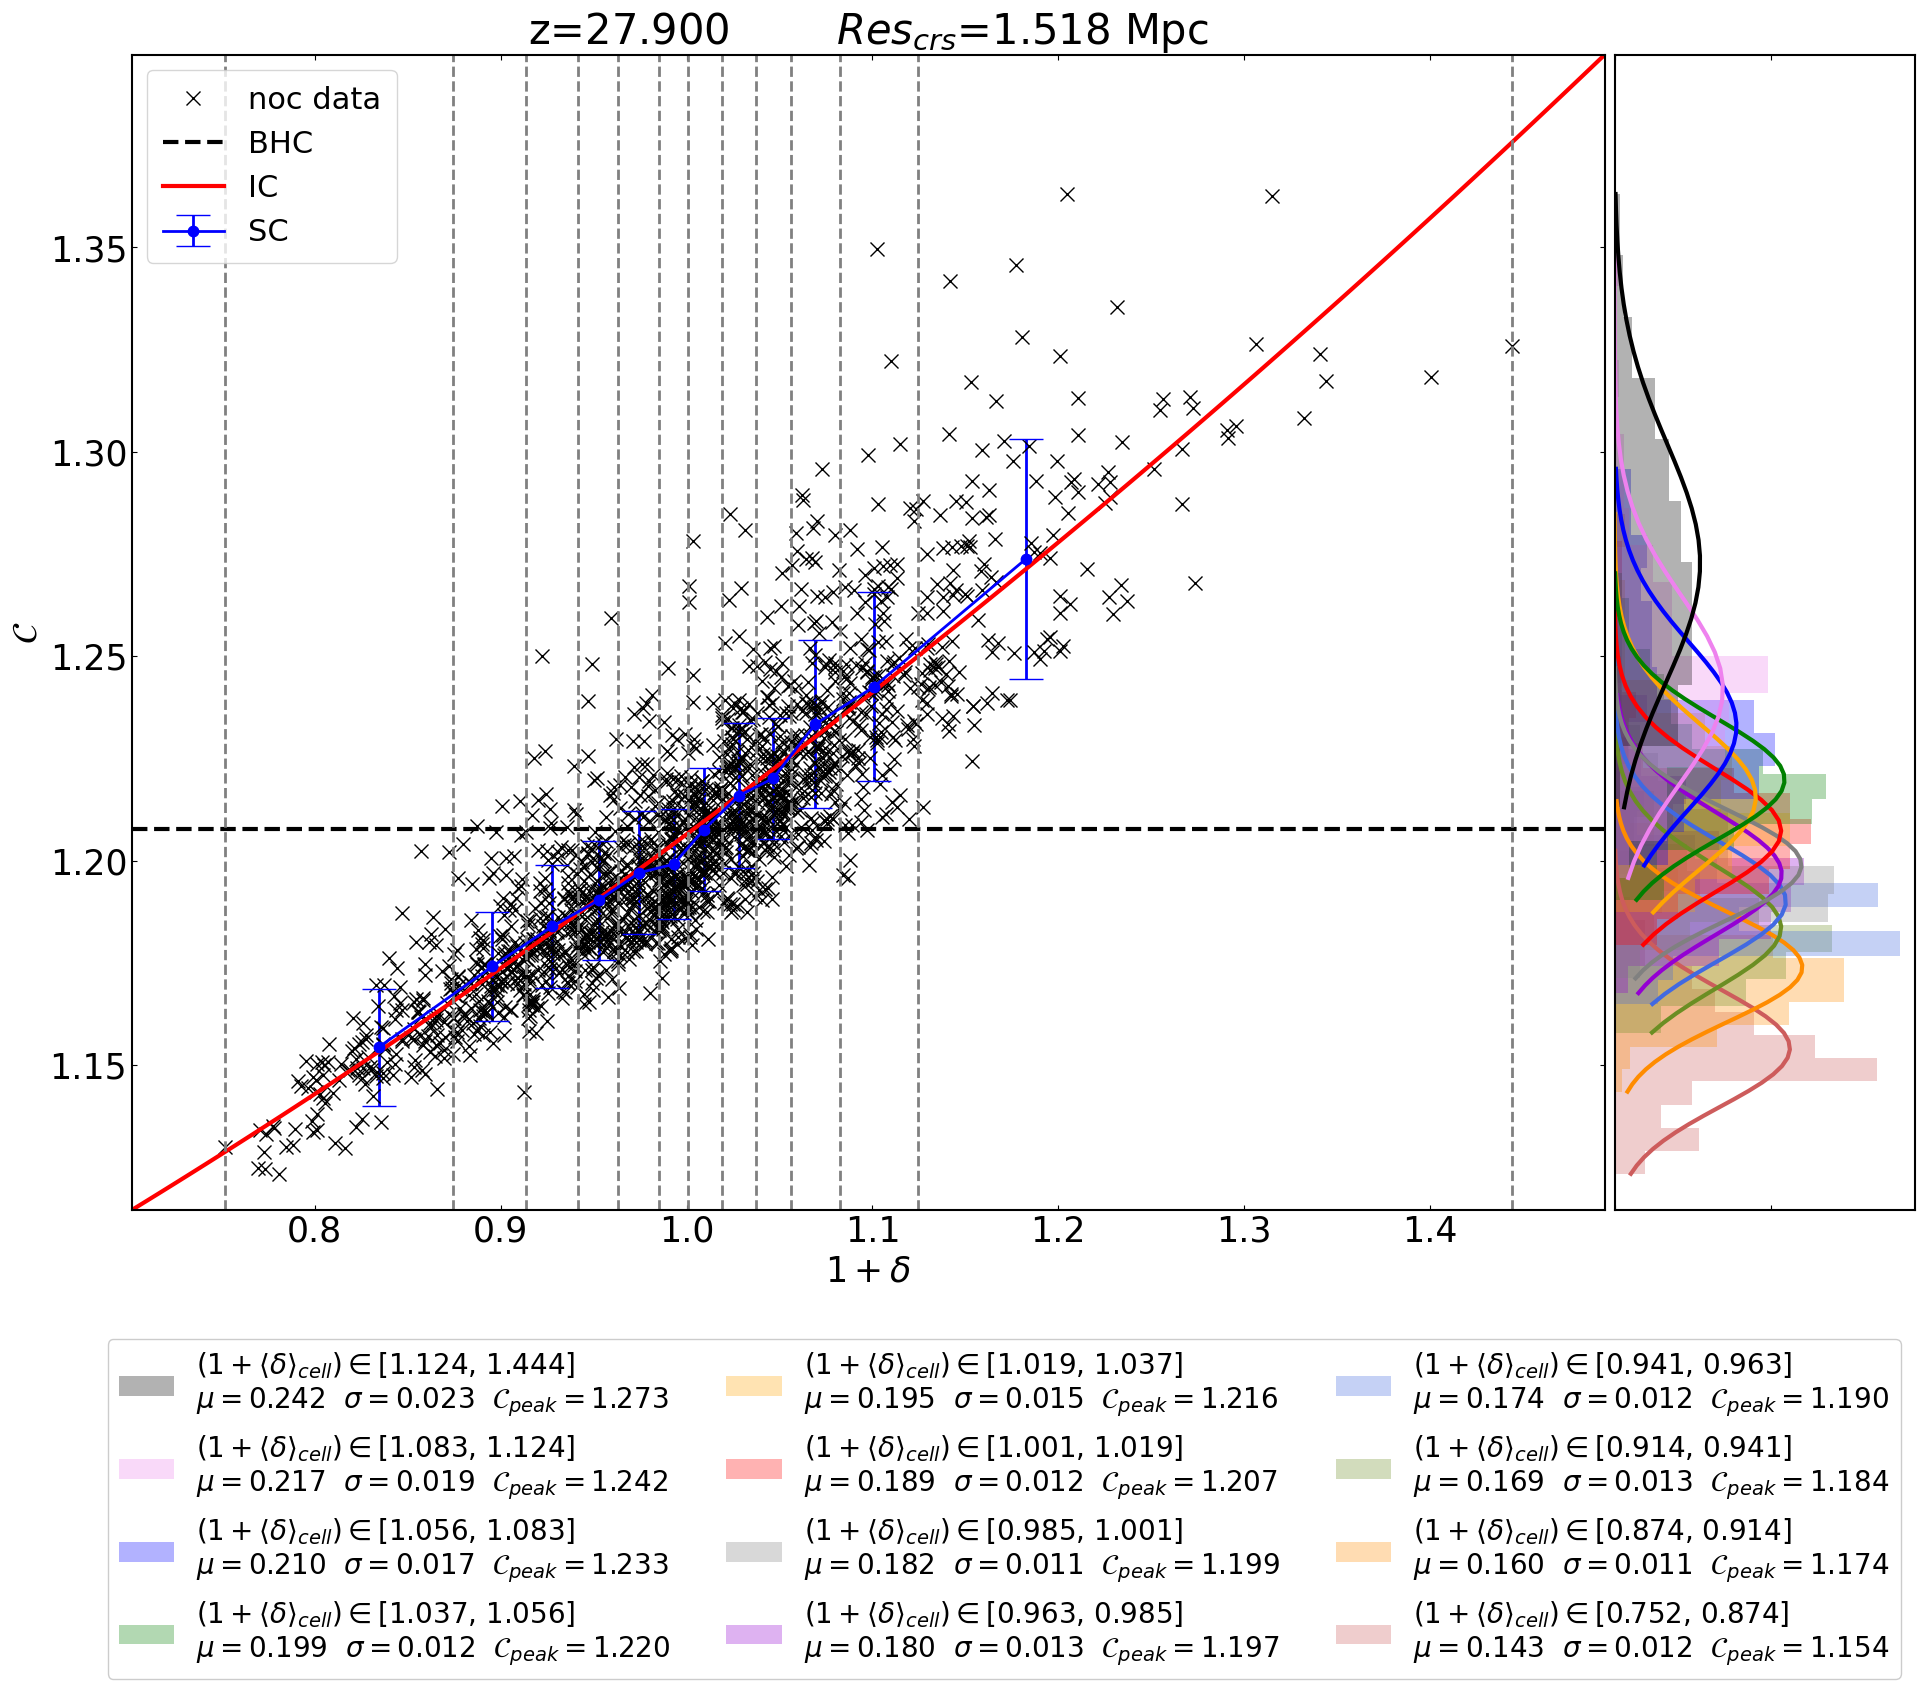 z=27.900 Res_crs=1.518 Mpc
noc data
BHC
IC
SC
𝒞
1.35
1.30
1.25
1.20
1.15
0.8 0.9 1.0 1.1 1.2 1.3 1.4
1 + δ
(1 + ⟨δ⟩_cell) ∈ [1.124, 1.444]
μ = 0.242 σ = 0.023 𝒞_peak = 1.273
(1 + ⟨δ⟩_cell) ∈ [1.083, 1.124]
μ = 0.217 σ = 0.019 𝒞_peak = 1.242
(1 + ⟨δ⟩_cell) ∈ [1.056, 1.083]
μ = 0.210 σ = 0.017 𝒞_peak = 1.233
(1 + ⟨δ⟩_cell) ∈ [1.037, 1.056]
μ = 0.199 σ = 0.012 𝒞_peak = 1.220
(1 + ⟨δ⟩_cell) ∈ [1.019, 1.037]
μ = 0.195 σ = 0.015 𝒞_peak = 1.216
(1 + ⟨δ⟩_cell) ∈ [1.001, 1.019]
μ = 0.189 σ = 0.012 𝒞_peak = 1.207
(1 + ⟨δ⟩_cell) ∈ [0.985, 1.001]
μ = 0.182 σ = 0.011 𝒞_peak = 1.199
(1 + ⟨δ⟩_cell) ∈ [0.963, 0.985]
μ = 0.180 σ = 0.013 𝒞_peak = 1.197
(1 + ⟨δ⟩_cell) ∈ [0.941, 0.963]
μ = 0.174 σ = 0.012 𝒞_peak = 1.190
(1 + ⟨δ⟩_cell) ∈ [0.914, 0.941]
μ = 0.169 σ = 0.013 𝒞_peak = 1.184
(1 + ⟨δ⟩_cell) ∈ [0.874, 0.914]
μ = 0.160 σ = 0.011 𝒞_peak = 1.174
(1 + ⟨δ⟩_cell) ∈ [0.752, 0.874]
μ = 0.143 σ = 0.012 𝒞_peak = 1.154